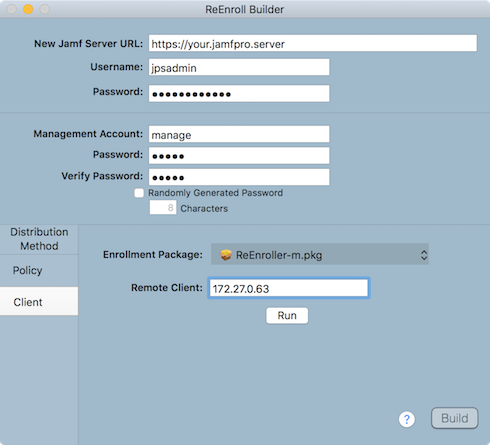 ReEnroll Builder
New Jamf Server URL: https://your.jamfpro.server
Username: jpsadmin
Password: ●●●●●●●●●●●●
Management Account: manage
Password: ●●●●●
Verify Password: ●●●●●
Randomly Generated Password
8 Characters
Distribution
Method
Policy
Client
Enrollment Package: ReEnroller-m.pkg
Remote Client: 172.27.0.63
Run
? Build